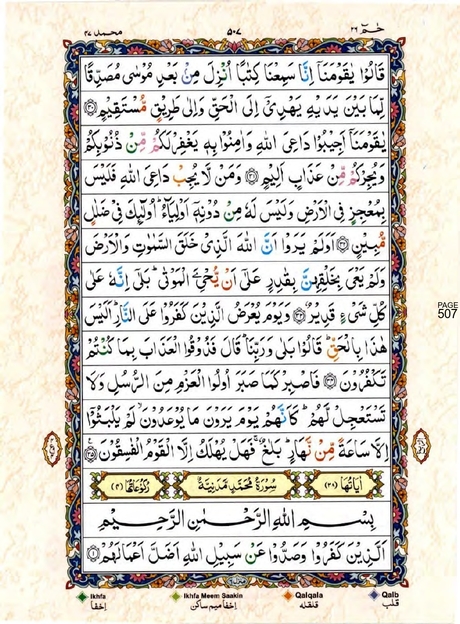 حٰمٓ ٢٦
٥٠٧
محمد ٤٧
قَالُوْا يٰقَوْمَنَاۤ اِنَّا سَمِعْنَا كِتٰبًا اُنْزِلَ مِنْۢ بَعْدِ مُوْسٰى مُصَدِّقًا
لِّمَا بَيْنَ يَدَيْهِ يَهْدِيْۤ اِلَى الْحَقِّ وَاِلٰى طَرِيْقٍ مُّسْتَقِيْمٍ ﴿٣٠﴾
يٰقَوْمَنَاۤ اَجِيْبُوْا دَاعِيَ اللّٰهِ وَاٰمِنُوْا بِهٖ يَغْفِرْ لَكُمْ مِّنْ ذُنُوْبِكُمْ
وَيُجِرْكُمْ مِّنْ عَذَابٍ اَلِيْمٍ ﴿٣١﴾ وَمَنْ لَّا يُجِبْ دَاعِيَ اللّٰهِ فَلَيْسَ
بِمُعْجِزٍ فِي الْاَرْضِ وَلَيْسَ لَهٗ مِنْ دُوْنِهٖۤ اَوْلِيَآءُ ؕ اُولٰٓئِكَ فِيْ ضَلٰلٍ
مُّبِيْنٍ ﴿٣٢﴾ اَوَلَمْ يَرَوْا اَنَّ اللّٰهَ الَّذِيْ خَلَقَ السَّمٰوٰتِ وَالْاَرْضَ
وَلَمْ يَعْيَ بِخَلْقِهِنَّ بِقٰدِرٍ عَلٰۤى اَنْ يُّحْيِۦَ الْمَوْتٰى ؕ بَلٰۤى اِنَّهٗ عَلٰى
كُلِّ شَيْءٍ قَدِيْرٌ ﴿٣٣﴾ وَيَوْمَ يُعْرَضُ الَّذِيْنَ كَفَرُوْا عَلَى النَّارِ ؕ اَلَيْسَ
هٰذَا بِالْحَقِّ ؕ قَالُوْا بَلٰى وَرَبِّنَا ؕ قَالَ فَذُوْقُوا الْعَذَابَ بِمَا كُنْتُمْ
تَكْفُرُوْنَ ﴿٣٤﴾ فَاصْبِرْ كَمَا صَبَرَ اُولُوا الْعَزْمِ مِنَ الرُّسُلِ وَلَا
تَسْتَعْجِلْ لَّهُمْ ؕ كَاَنَّهُمْ يَوْمَ يَرَوْنَ مَا يُوْعَدُوْنَ ۙ لَمْ يَلْبَثُوْۤا
اِلَّا سَاعَةً مِّنْ نَّهَارٍ ؕ بَلٰغٌ ۚ فَهَلْ يُهْلَكُ اِلَّا الْقَوْمُ الْفٰسِقُوْنَ ﴿٣٥﴾
اٰيَاتُهَا (٣٨) سُوْرَةُ مُحَمَّدٍ مَّدَنِيَّةٌ رُكُوْعَاتُهَا (٤)
بِسْمِ اللّٰهِ الرَّحْمٰنِ الرَّحِيْمِ
اَلَّذِيْنَ كَفَرُوْا وَصَدُّوْا عَنْ سَبِيْلِ اللّٰهِ اَضَلَّ اَعْمَالَهُمْ ﴿١﴾
PAGE
507
Ikhfa Ikhfa Meem Saakin Qalqala Qalb
اِخفا اِخفا میم ساکن قلقلہ قلب